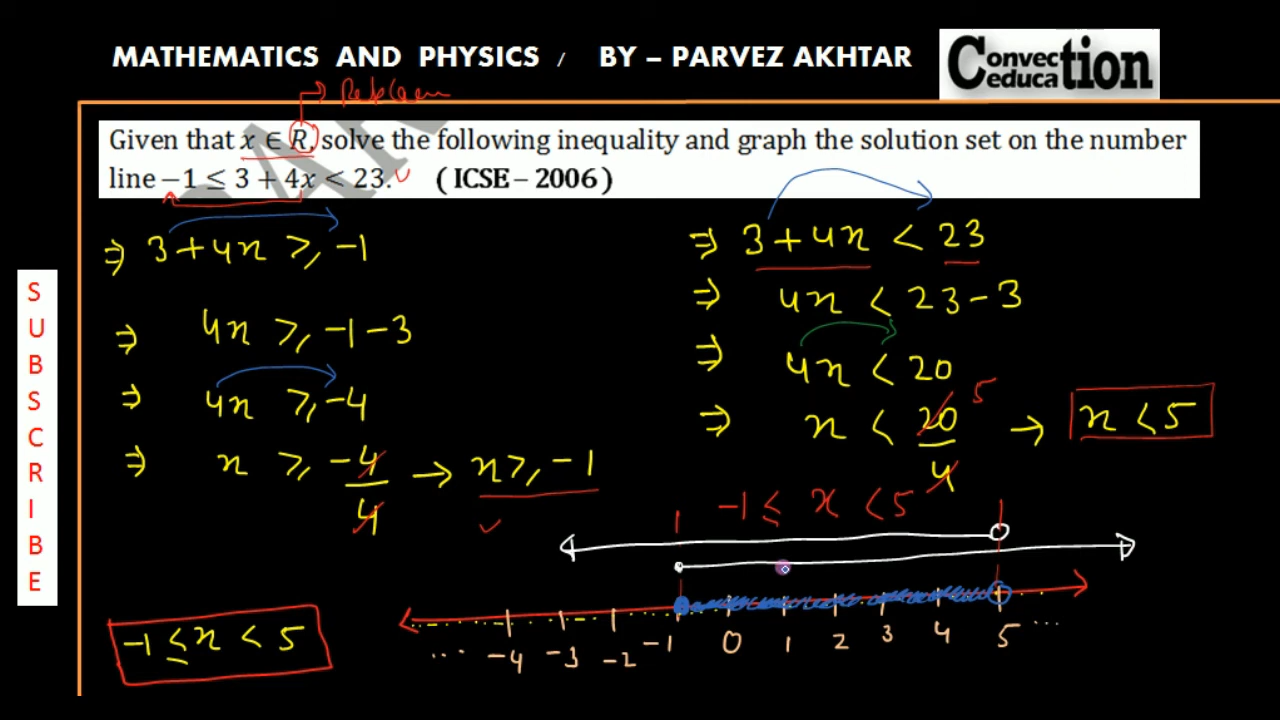 MATHEMATICS AND PHYSICS / BY – PARVEZ AKHTAR
Convection
education
Given that x ∈ R, solve the following inequality and graph the solution set on the number
line −1 ≤ 3 + 4x < 23. ( ICSE – 2006 )
SUBSCRIBE
⇒ 3 + 4x ≥ -1
⇒ 4x ≥ -1 - 3
⇒ 4x ≥ -4
⇒ x ≥ -4/4 → x ≥ -1
⇒ 3 + 4x < 23
⇒ 4x < 23 - 3
⇒ 4x < 20
⇒ x < 20/4 5 → x < 5
-1 ≤ x < 5
... -4 -3 -2 -1 0 1 2 3 4 5 ...
-1 ≤ x < 5